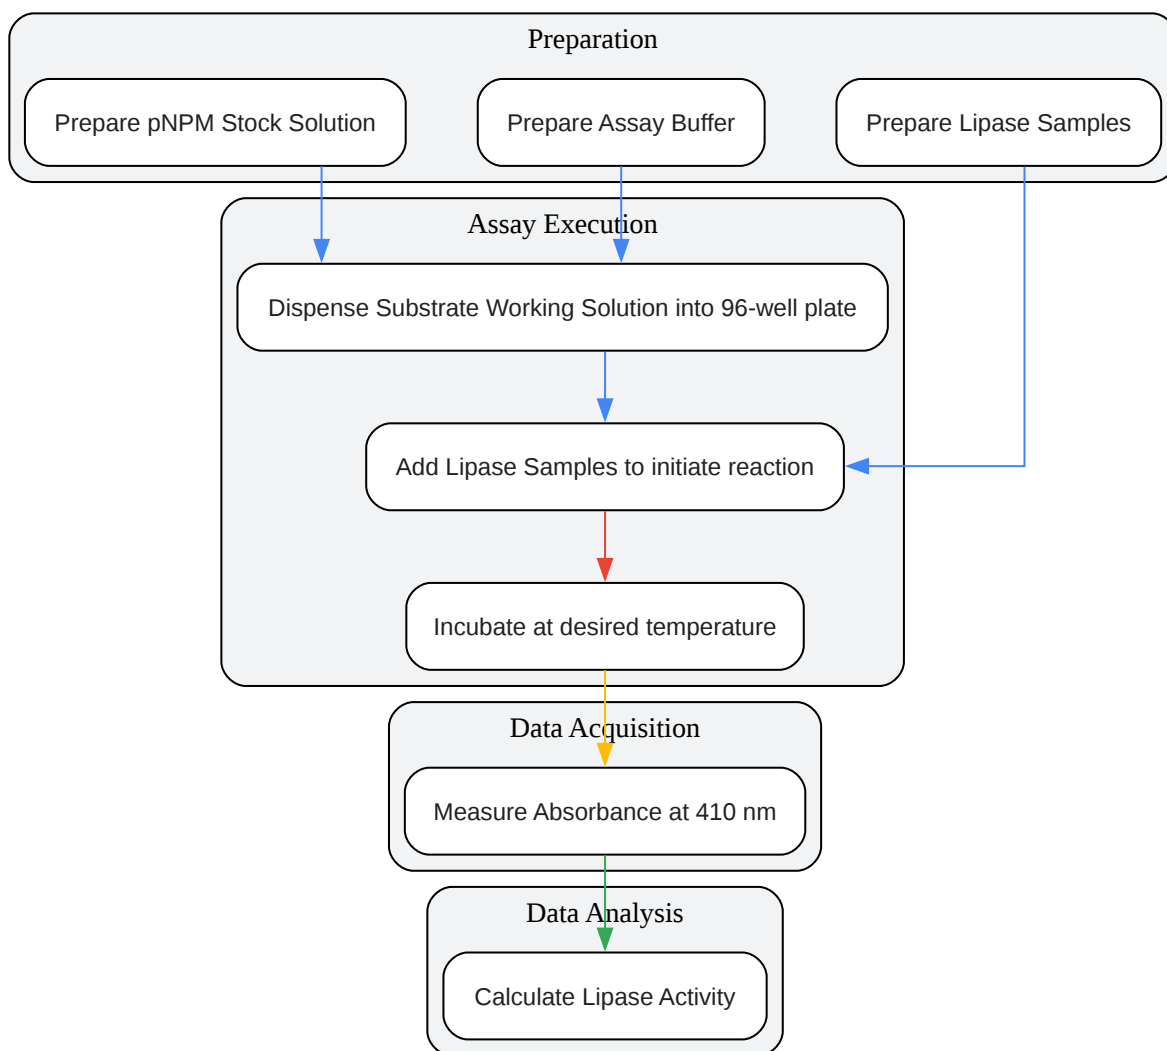 Preparation
Prepare pNPM Stock Solution
Prepare Assay Buffer
Prepare Lipase Samples
Assay Execution
Dispense Substrate Working Solution into 96-well plate
Add Lipase Samples to initiate reaction
Incubate at desired temperature
Data Acquisition
Measure Absorbance at 410 nm
Data Analysis
Calculate Lipase Activity